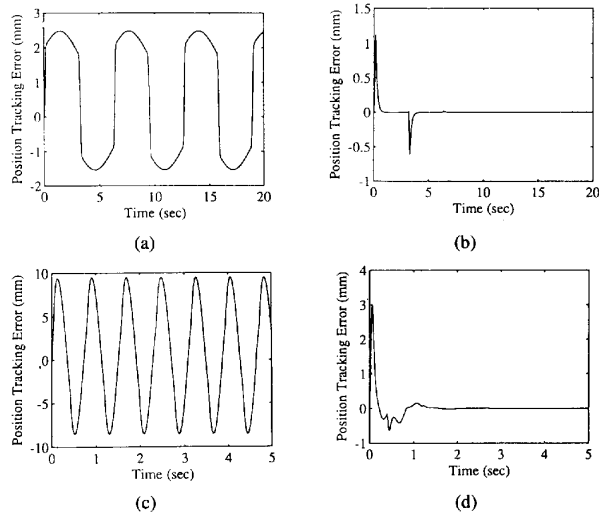 Position Tracking Error (mm)
3
2
1
0
-1
-2
0 5 10 15 20
Time (sec)
(a)
Position Tracking Error (mm)
1.5
1
0.5
0
-0.5
-1
0 5 10 15 20
Time (sec)
(b)
Position Tracking Error (mm)
10
5
.0
-5
-10
0 1 2 3 4 5
Time (sec)
(c)
Position Tracking Error (mm)
4
3
2
1
0
-1
0 1 2 3 4 5
Time (sec)
(d)